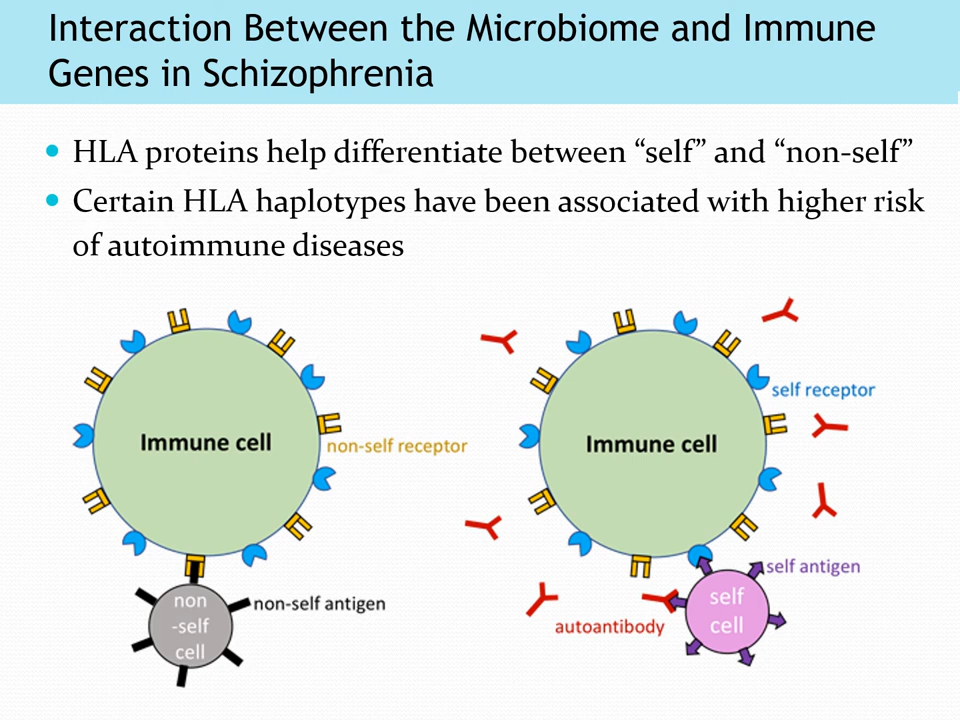 Interaction Between the Microbiome and Immune
Genes in Schizophrenia
HLA proteins help differentiate between “self” and “non-self”
Certain HLA haplotypes have been associated with higher risk
of autoimmune diseases
Immune cell
non-self receptor
non
-self
cell
non-self antigen
Immune cell
self receptor
self antigen
self
cell
autoantibody